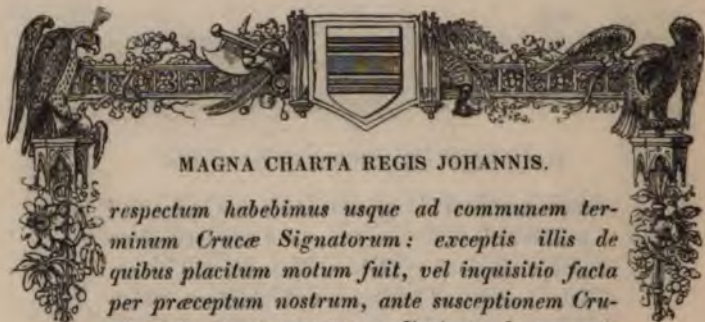 MAGNA CHARTA REGIS JOHANNIS.
respectum habebimus usque ad communem ter-
minum Crucæ Signatorum: exceptis illis de
quibus placitum motum fuit, vel inquisitio facta
per præceptum nostrum, ante susceptionem Cru-